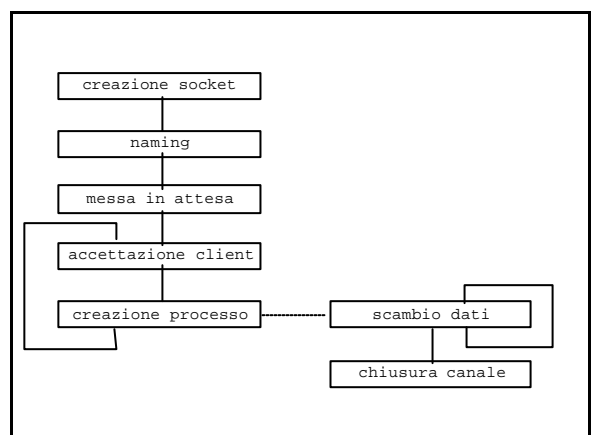 creazione socket
naming
messa in attesa
accettazione client
creazione processo
scambio dati
chiusura canale